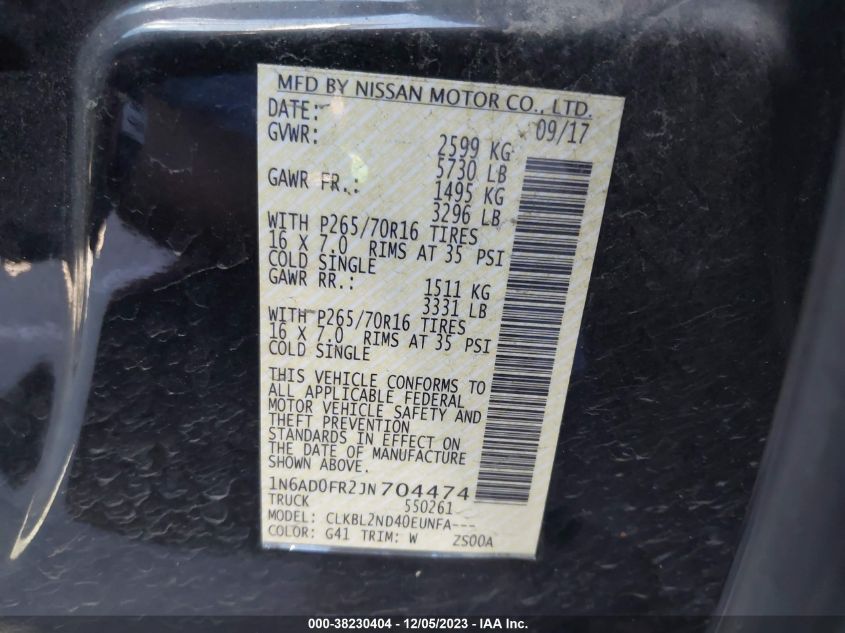 MFD BY NISSAN MOTOR CO., LTD.
DATE: 09/17
GVWR: 2599 KG
5730 LB
GAWR FR.: 1495 KG
3296 LB
WITH P265/70R16 TIRES
16 X 7.0 RIMS AT 35 PSI
COLD SINGLE
GAWR RR.: 1511 KG
3331 LB
WITH P265/70R16 TIRES
16 X 7.0 RIMS AT 35 PSI
COLD SINGLE
THIS VEHICLE CONFORMS TO
ALL APPLICABLE FEDERAL
MOTOR VEHICLE SAFETY AND
THEFT PREVENTION
STANDARDS IN EFFECT ON
THE DATE OF MANUFACTURE
SHOWN ABOVE.
1N6AD0FR2JN704474
TRUCK 550261
MODEL: CLKBL2ND40EUNFA---
COLOR: G41 TRIM: W ZS00A
000-38230404 - 12/05/2023 - IAA Inc.